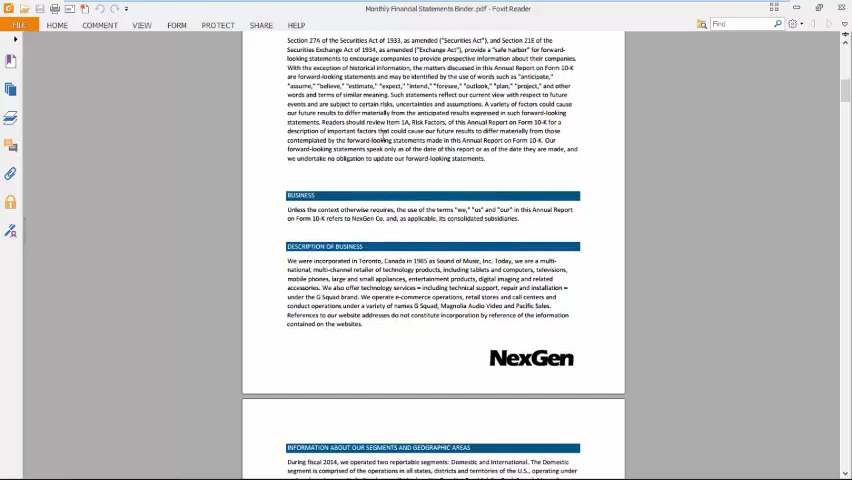 Monthly Financial Statements Binder.pdf - Foxit Reader
FILE HOME COMMENT VIEW FORM PROTECT SHARE HELP
Find
Section 27A of the Securities Act of 1933, as amended ("Securities Act"), and Section 21E of the
Securities Exchange Act of 1934, as amended ("Exchange Act"), provide a "safe harbor" for forward-
looking statements to encourage companies to provide prospective information about their companies.
With the exception of historical information, the matters discussed in this Annual Report on Form 10-K
are forward-looking statements and may be identified by the use of words such as "anticipate,"
"assume," "believe," "estimate," "expect," "intend," "foresee," "outlook," "plan," "project," and other
words and terms of similar meaning. Such statements reflect our current view with respect to future
events and are subject to certain risks, uncertainties and assumptions. A variety of factors could cause
our future results to differ materially from the anticipated results expressed in such forward-looking
statements. Readers should review Item 1A, Risk Factors, of this Annual Report on Form 10-K for a
description of important factors that could cause our future results to differ materially from those
contemplated by the forward-looking statements made in this Annual Report on Form 10-K. Our
forward-looking statements speak only as of the date of this report or as of the date they are made, and
we undertake no obligation to update our forward-looking statements.
BUSINESS
Unless the context otherwise requires, the use of the terms "we," "us" and "our" in this Annual Report
on Form 10-K refers to NexGen Co. and, as applicable, its consolidated subsidiaries.
DESCRIPTION OF BUSINESS
We were incorporated in Toronto, Canada in 1985 as Sound of Music, Inc. Today, we are a multi-
national, multi-channel retailer of technology products, including tablets and computers, televisions,
mobile phones, large and small appliances, entertainment products, digital imaging and related
accessories. We also offer technology services – including technical support, repair and installation –
under the G Squad brand. We operate e-commerce operations, retail stores and call centers and
conduct operations under a variety of names G Squad, Magnolia Audio Video and Pacific Sales.
References to our website addresses do not constitute incorporation by reference of the information
contained on the websites.
NexGen
INFORMATION ABOUT OUR SEGMENTS AND GEOGRAPHIC AREAS
During fiscal 2014, we operated two reportable segments: Domestic and International. The Domestic
segment is comprised of the operations in all states, districts and territories of the U.S., operating under